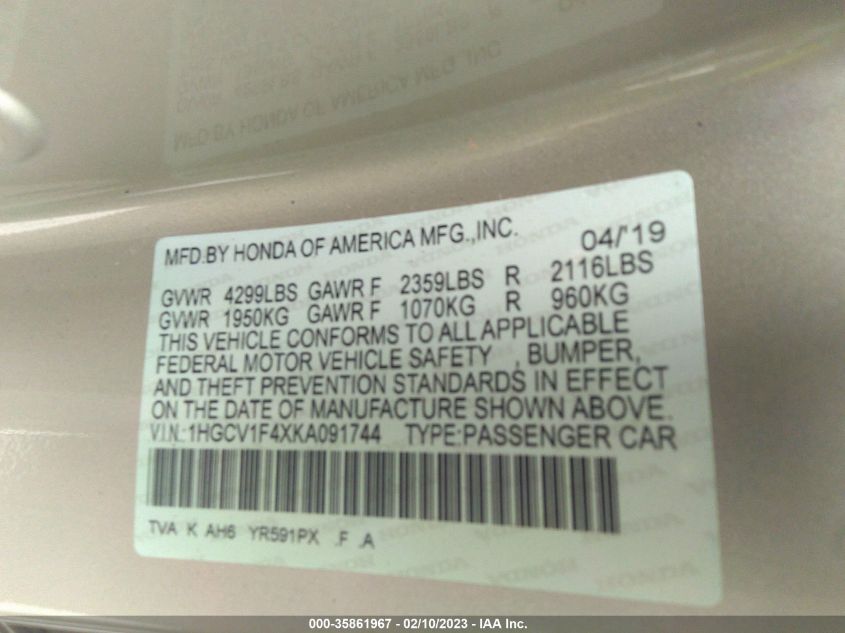 MFD.BY HONDA OF AMERICA MFG.,INC. 04/'19
GVWR 4299LBS GAWR F 2359LBS R 2116LBS
GVWR 1950KG GAWR F 1070KG R 960KG
THIS VEHICLE CONFORMS TO ALL APPLICABLE
FEDERAL MOTOR VEHICLE SAFETY , BUMPER,
AND THEFT PREVENTION STANDARDS IN EFFECT
ON THE DATE OF MANUFACTURE SHOWN ABOVE.
V.I.N.:1HGCV1F4XKA091744 TYPE:PASSENGER CAR
TVA K AH6 YR591PX .F .A
000-35861967 - 02/10/2023 - IAA Inc.